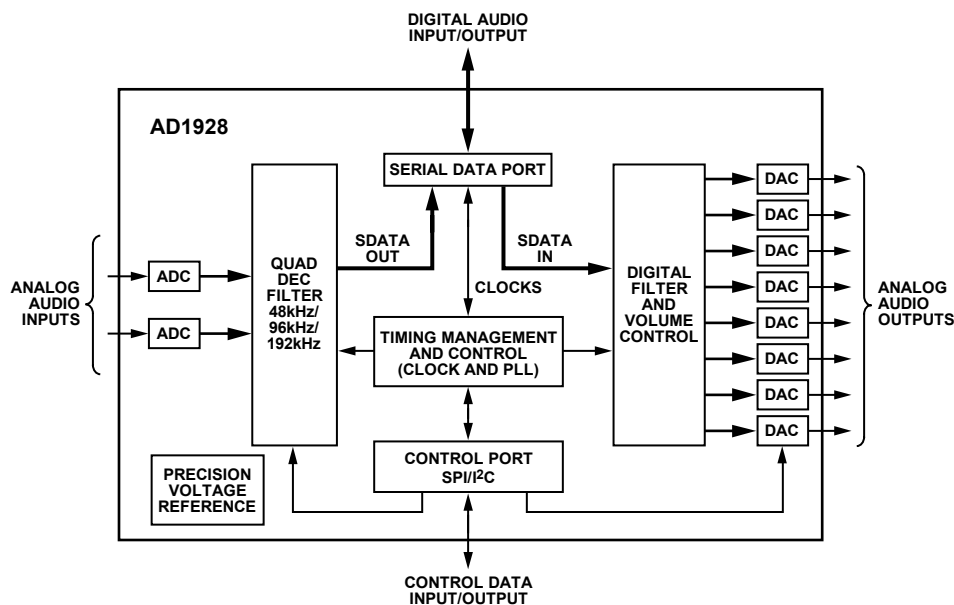 DIGITAL AUDIO
INPUT/OUTPUT
AD1928
SERIAL DATA PORT
ANALOG
AUDIO
INPUTS
ADC
ADC
QUAD
DEC
FILTER
48kHz/
96kHz/
192kHz
SDATA
OUT
SDATA
IN
CLOCKS
TIMING MANAGEMENT
AND CONTROL
(CLOCK AND PLL)
CONTROL PORT
SPI/I²C
PRECISION
VOLTAGE
REFERENCE
DIGITAL
FILTER
AND
VOLUME
CONTROL
DAC
DAC
DAC
DAC
DAC
DAC
DAC
DAC
ANALOG
AUDIO
OUTPUTS
CONTROL DATA
INPUT/OUTPUT